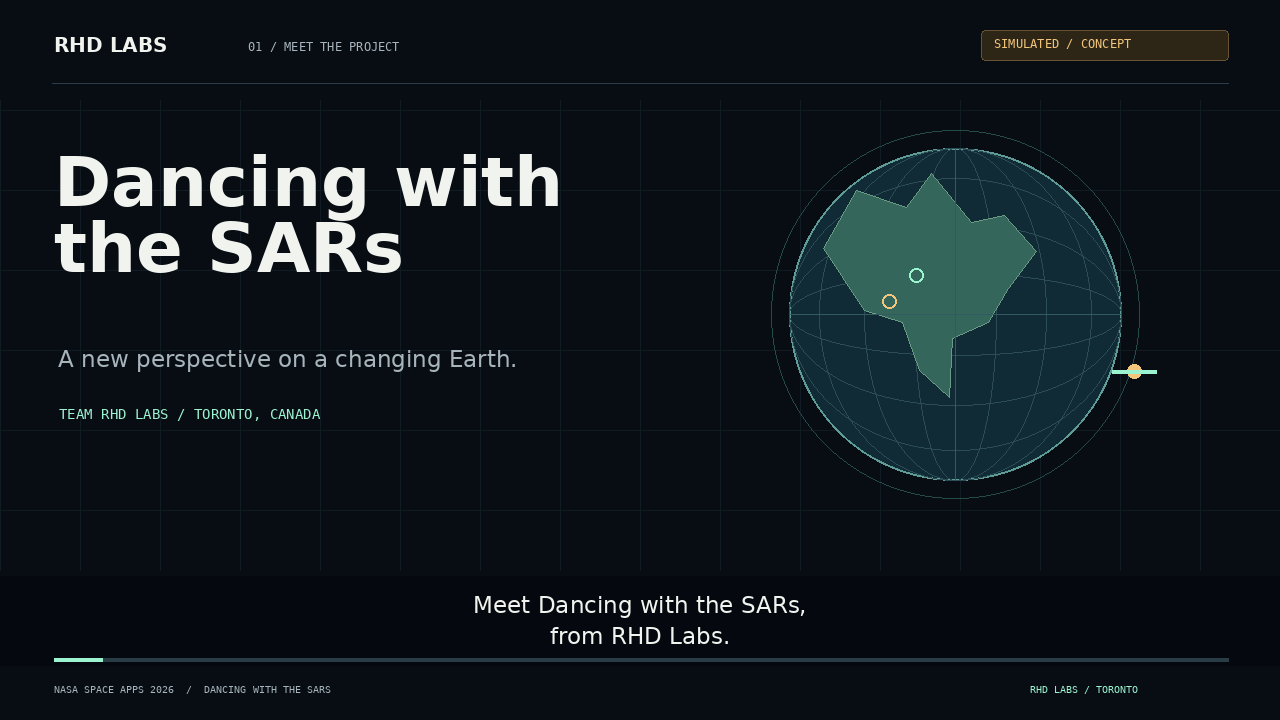 RHD LABS
01 / MEET THE PROJECT
SIMULATED / CONCEPT
Dancing with
the SARs
A new perspective on a changing Earth.
TEAM RHD LABS / TORONTO, CANADA
Meet Dancing with the SARs,
from RHD Labs.
NASA SPACE APPS 2026 / DANCING WITH THE SARS
RHD LABS / TORONTO